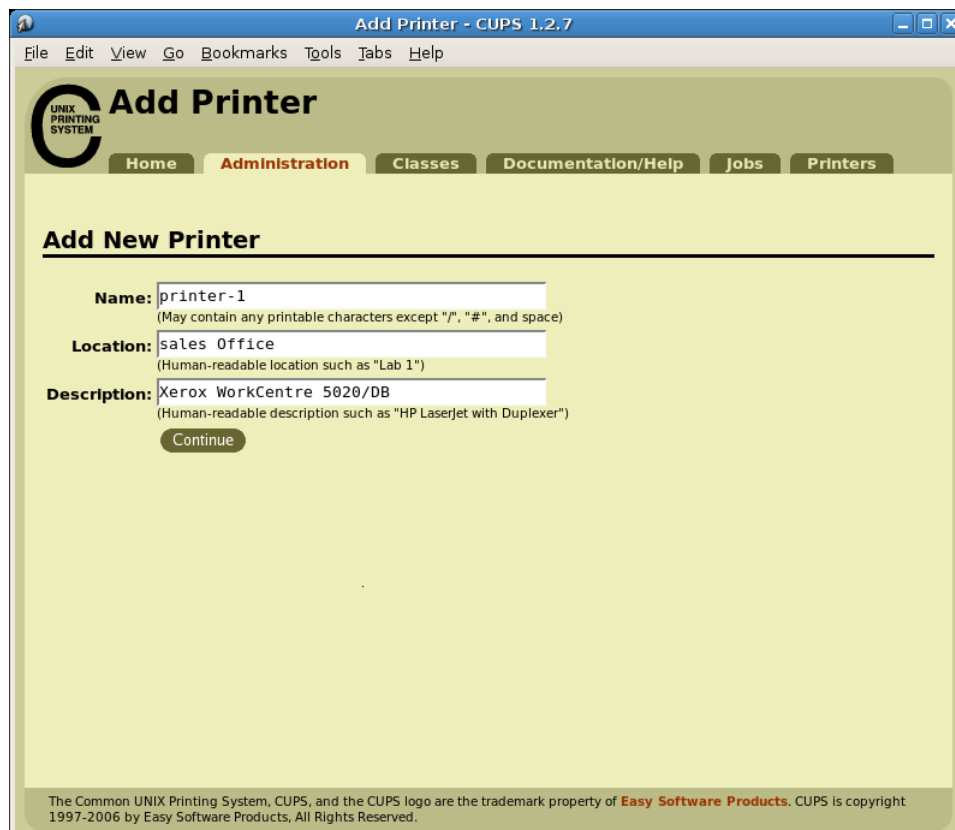 Add Printer - CUPS 1.2.7
File Edit View Go Bookmarks Tools Tabs Help
UNIX
PRINTING
SYSTEM
Add Printer
Home Administration Classes Documentation/Help Jobs Printers
Add New Printer
Name: printer-1
(May contain any printable characters except "/", "#", and space)
Location: sales Office
(Human-readable location such as "Lab 1")
Description: Xerox WorkCentre 5020/DB
(Human-readable description such as "HP LaserJet with Duplexer")
Continue
The Common UNIX Printing System, CUPS, and the CUPS logo are the trademark property of Easy Software Products. CUPS is copyright
1997-2006 by Easy Software Products, All Rights Reserved.